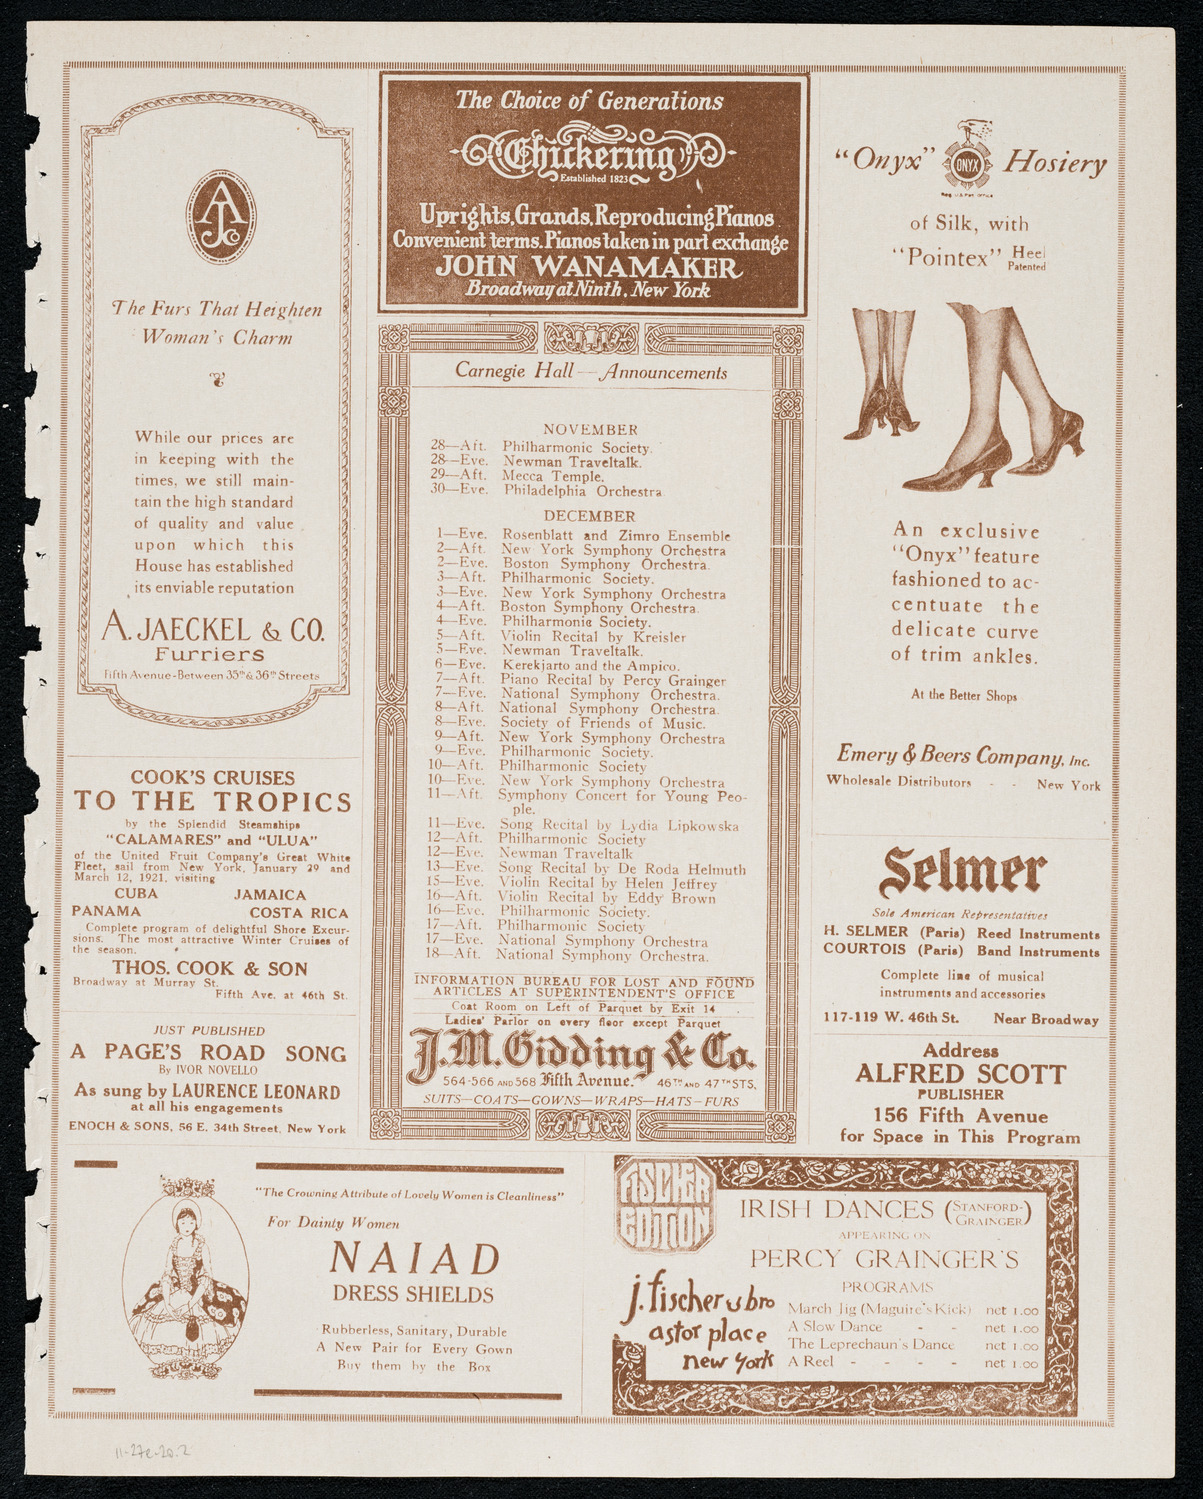 AJCo
The Furs That Heighten
Woman's Charm
While our prices are
in keeping with the
times, we still main-
tain the high standard
of quality and value
upon which this
House has established
its enviable reputation
A. JAECKEL & CO.
Furriers
Fifth Avenue-Between 35th & 36th Streets
COOK'S CRUISES
TO THE TROPICS
by the Splendid Steamships
"CALAMARES" and "ULUA"
of the United Fruit Company's Great White
Fleet, sail from New York, January 29 and
March 12, 1921, visiting
CUBA JAMAICA
PANAMA COSTA RICA
Complete program of delightful Shore Excur-
sions. The most attractive Winter Cruises of
the season.
THOS. COOK & SON
Broadway at Murray St.
Fifth Ave. at 46th St.
JUST PUBLISHED
A PAGE'S ROAD SONG
By IVOR NOVELLO
As sung by LAURENCE LEONARD
at all his engagements
ENOCH & SONS, 56 E. 34th Street, New York
The Choice of Generations
Chickering
Established 1823
Uprights, Grands, Reproducing Pianos
Convenient terms. Pianos taken in part exchange
JOHN WANAMAKER
Broadway at Ninth, New York
Carnegie Hall — Announcements
NOVEMBER
28—Aft. Philharmonic Society.
28—Eve. Newman Traveltalk.
29—Aft. Mecca Temple.
30—Eve. Philadelphia Orchestra
DECEMBER
1—Eve. Rosenblatt and Zimro Ensemble
2—Aft. New York Symphony Orchestra
2—Eve. Boston Symphony Orchestra.
3—Aft. Philharmonic Society.
3—Eve. New York Symphony Orchestra
4—Aft. Boston Symphony Orchestra.
4—Eve. Philharmonic Society.
5—Aft. Violin Recital by Kreisler
5—Eve. Newman Traveltalk.
6—Eve. Kerekjarto and the Ampico.
7—Aft. Piano Recital by Percy Grainger
7—Eve. National Symphony Orchestra.
8—Aft. National Symphony Orchestra.
8—Eve. Society of Friends of Music.
9—Aft. New York Symphony Orchestra
9—Eve. Philharmonic Society.
10—Aft. Philharmonic Society
10—Eve. New York Symphony Orchestra
11—Aft. Symphony Concert for Young Peo-
ple.
11—Eve. Song Recital by Lydia Lipkowska
12—Aft. Philharmonic Society
12—Eve. Newman Traveltalk
13—Eve. Song Recital by De Roda Helmuth
15—Eve. Violin Recital by Helen Jeffrey
16—Aft. Violin Recital by Eddy Brown
16—Eve. Philharmonic Society.
17—Aft. Philharmonic Society
17—Eve. National Symphony Orchestra
18—Aft. National Symphony Orchestra.
INFORMATION BUREAU FOR LOST AND FOUND
ARTICLES AT SUPERINTENDENT'S OFFICE
Coat Room on Left of Parquet by Exit 14
Ladies' Parlor on every floor except Parquet
J.M. Gidding & Co.
564-566 AND 568 Fifth Avenue. 46TH AND 47TH STS.
SUITS—COATS—GOWNS—WRAPS—HATS—FURS
"Onyx" ONYX Hosiery
Reg. U.S. Pat. Office
of Silk, with
"Pointex" Heel
Patented
An exclusive
"Onyx" feature
fashioned to ac-
centuate the
delicate curve
of trim ankles.
At the Better Shops
Emery & Beers Company, Inc.
Wholesale Distributors - - New York
Selmer
Sole American Representatives
H. SELMER (Paris) Reed Instruments
COURTOIS (Paris) Band Instruments
Complete line of musical
instruments and accessories
117-119 W. 46th St. Near Broadway
Address
ALFRED SCOTT
PUBLISHER
156 Fifth Avenue
for Space in This Program
"The Crowning Attribute of Lovely Women is Cleanliness"
For Dainty Women
NAIAD
DRESS SHIELDS
Rubberless, Sanitary, Durable
A New Pair for Every Gown
Buy them by the Box
FISCHER
EDITION
j. fischer & bro
astor place
new york
IRISH DANCES (STANFORD-
GRAINGER)
APPEARING ON
PERCY GRAINGER'S
PROGRAMS
March Jig (Maguire's Kick) net 1.00
A Slow Dance - - net 1.00
The Leprechaun's Dance net 1.00
A Reel - - - - net 1.00
11-27e-20.2